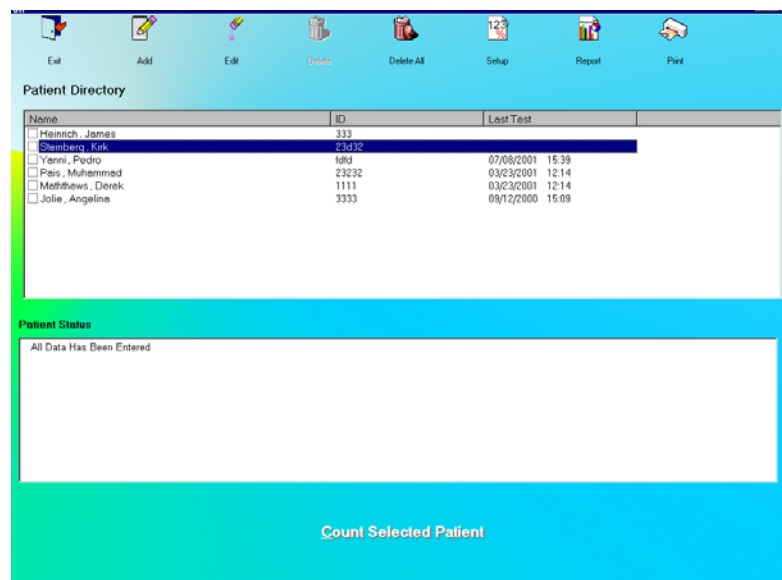 Exit Add Edit Delete Delete All Setup Report Print
Patient Directory
Name ID Last Test
Heinrich, James 333
Steinberg, Kirk 23d32
Yanni, Pedro fdfd 07/08/2001 15:39
Pais, Muhammad 23232 03/23/2001 12:14
Maththews, Derek 1111 03/23/2001 12:14
Jolie, Angelina 3333 09/12/2000 15:09
Patient Status
All Data Has Been Entered
Count Selected Patient